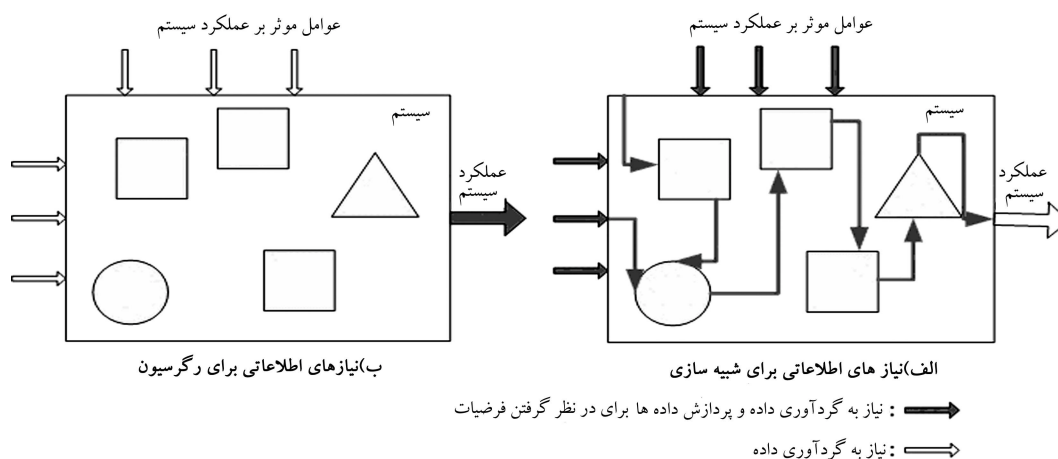 عوامل موثر بر عملکرد سیستم
سیستم
عملکرد
سیستم
الف)نیاز های اطلاعاتی برای شبیه سازی
عوامل موثر بر عملکرد سیستم
سیستم
عملکرد
سیستم
ب)نیازهای اطلاعاتی برای رگرسیون
: نیاز به گردآوری داده و پردازش داده ها برای در نظر گرفتن فرضیات
: نیاز به گردآوری داده